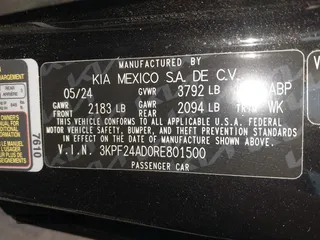 MANUFACTURED BY
KIA MEXICO S.A. DE C.V.
05/24 GVWR 3792 LB ABP
GAWR F 2183 LB GAWR R 2094 LB WK
THIS VEHICLE CONFORMS TO ALL APPLICABLE U.S.A. FEDERAL
MOTOR VEHICLE SAFETY, BUMPER, AND THEFT PREVENTION STANDARDS
IN EFFECT ON THE DATE OF MANUFACTURE SHOWN ABOVE.
V.I.N. 3KPF24AD0RE801500
PASSENGER CAR
7610